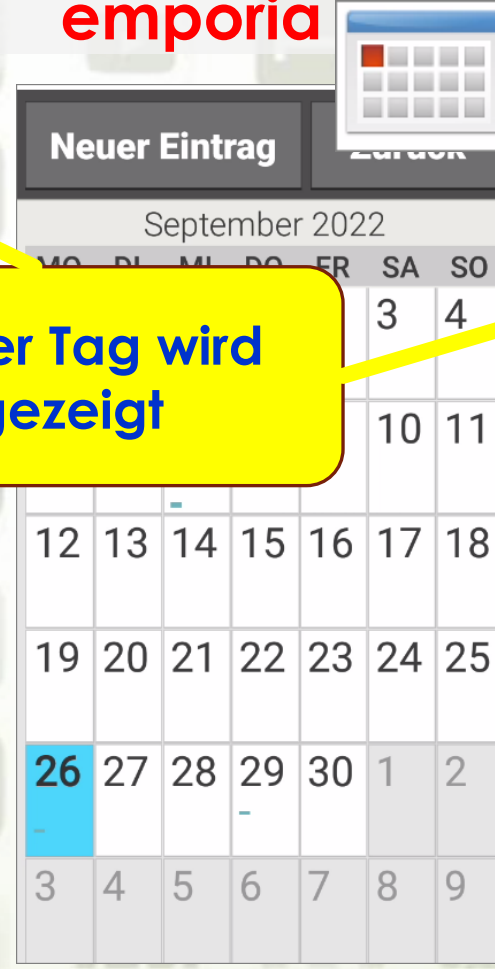 emporia
Neuer Eintrag
September 2022
FR SA SO
er Tag wird
gezeigt
3 4
10 11
12 13 14 15 16 17 18
19 20 21 22 23 24 25
26 27 28 29 30 1 2
3 4 5 6 7 8 9